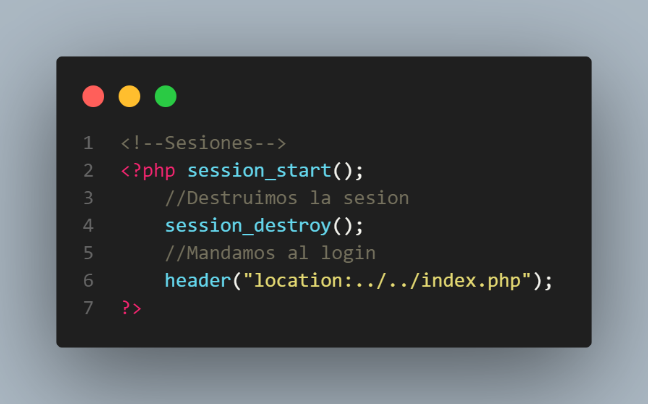 1 <!--Sesiones-->
2 <?php session_start();
3 //Destruimos la sesion
4 session_destroy();
5 //Mandamos al login
6 header("location:../../index.php");
7 ?>